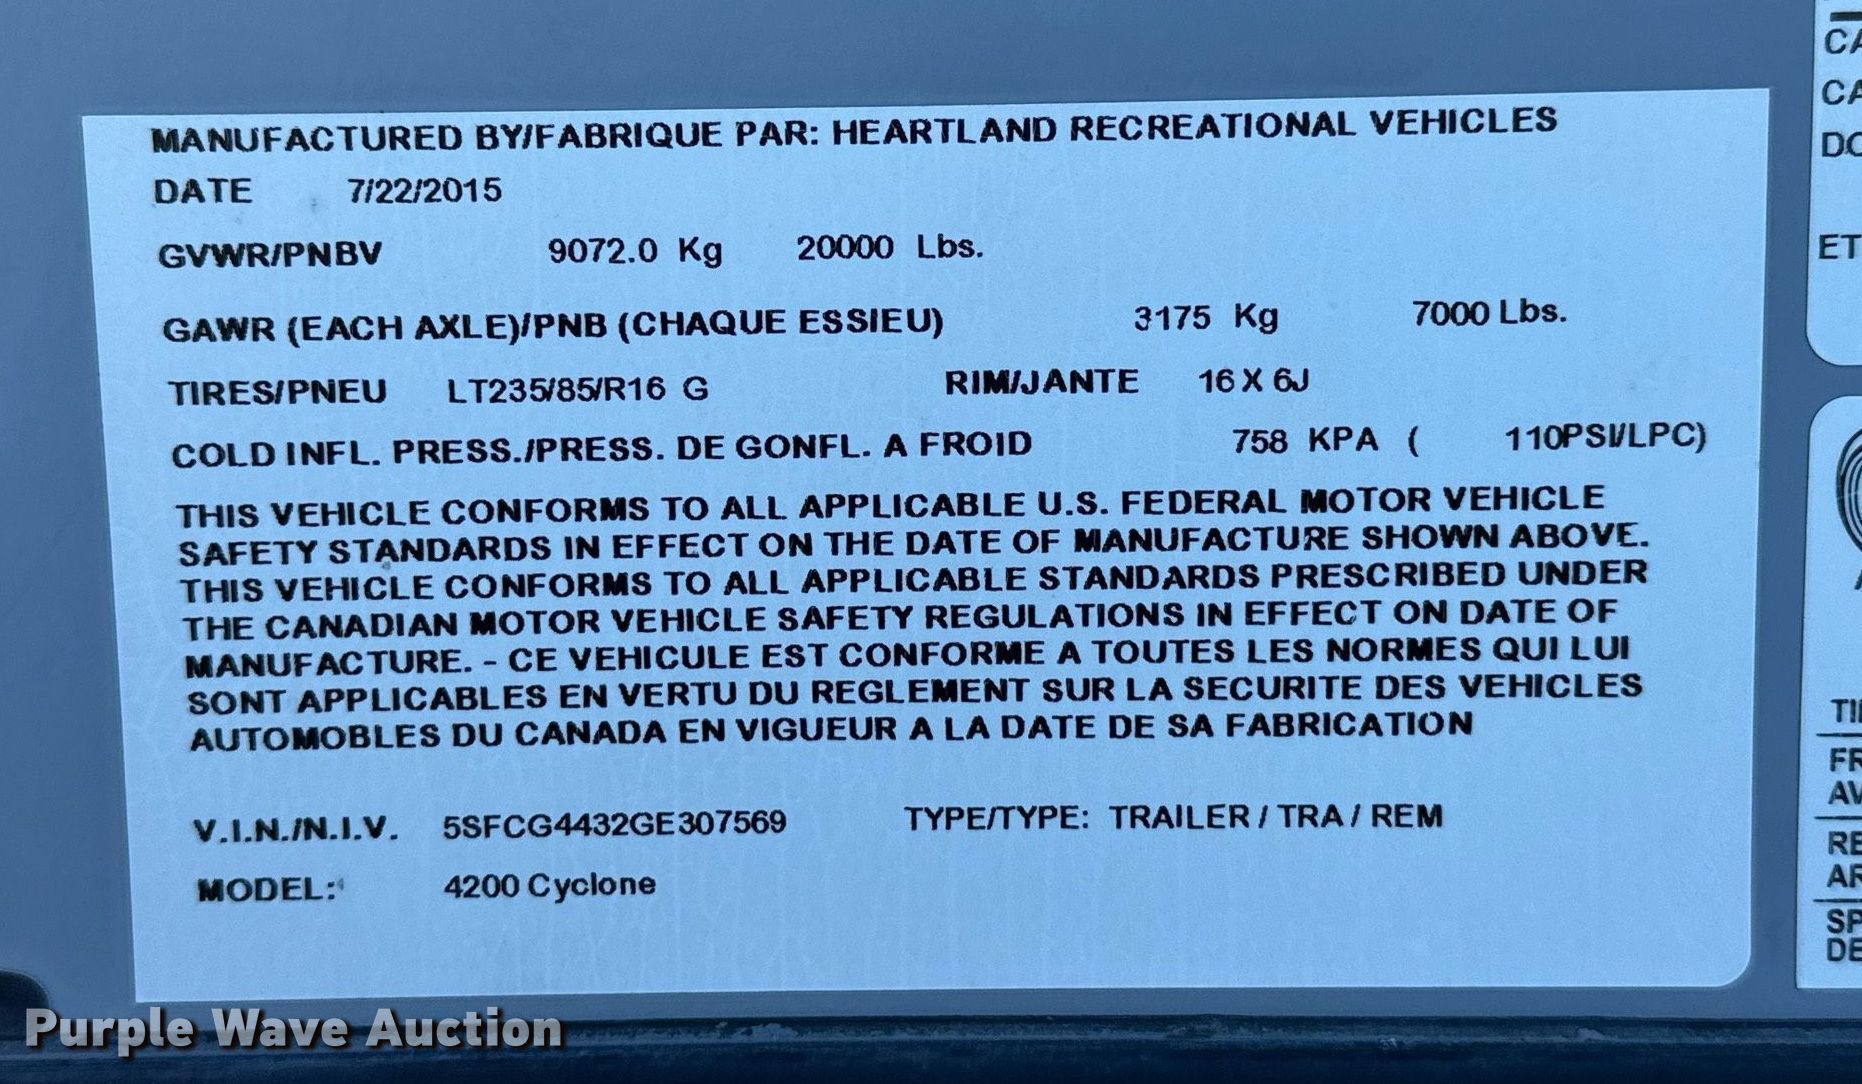 MANUFACTURED BY/FABRIQUE PAR: HEARTLAND RECREATIONAL VEHICLES
DATE 7/22/2015
GVWR/PNBV 9072.0 Kg 20000 Lbs.
GAWR (EACH AXLE)/PNB (CHAQUE ESSIEU) 3175 Kg 7000 Lbs.
TIRES/PNEU LT235/85/R16 G RIM/JANTE 16 X 6J
COLD INFL. PRESS./PRESS. DE GONFL. A FROID 758 KPA ( 110PSI/LPC)
THIS VEHICLE CONFORMS TO ALL APPLICABLE U.S. FEDERAL MOTOR VEHICLE
SAFETY STANDARDS IN EFFECT ON THE DATE OF MANUFACTURE SHOWN ABOVE.
THIS VEHICLE CONFORMS TO ALL APPLICABLE STANDARDS PRESCRIBED UNDER
THE CANADIAN MOTOR VEHICLE SAFETY REGULATIONS IN EFFECT ON DATE OF
MANUFACTURE. - CE VEHICULE EST CONFORME A TOUTES LES NORMES QUI LUI
SONT APPLICABLES EN VERTU DU REGLEMENT SUR LA SECURITE DES VEHICLES
AUTOMOBLES DU CANADA EN VIGUEUR A LA DATE DE SA FABRICATION
V.I.N./N.I.V. 5SFCG4432GE307569 TYPE/TYPE: TRAILER / TRA / REM
MODEL: 4200 Cyclone
Purple Wave Auction